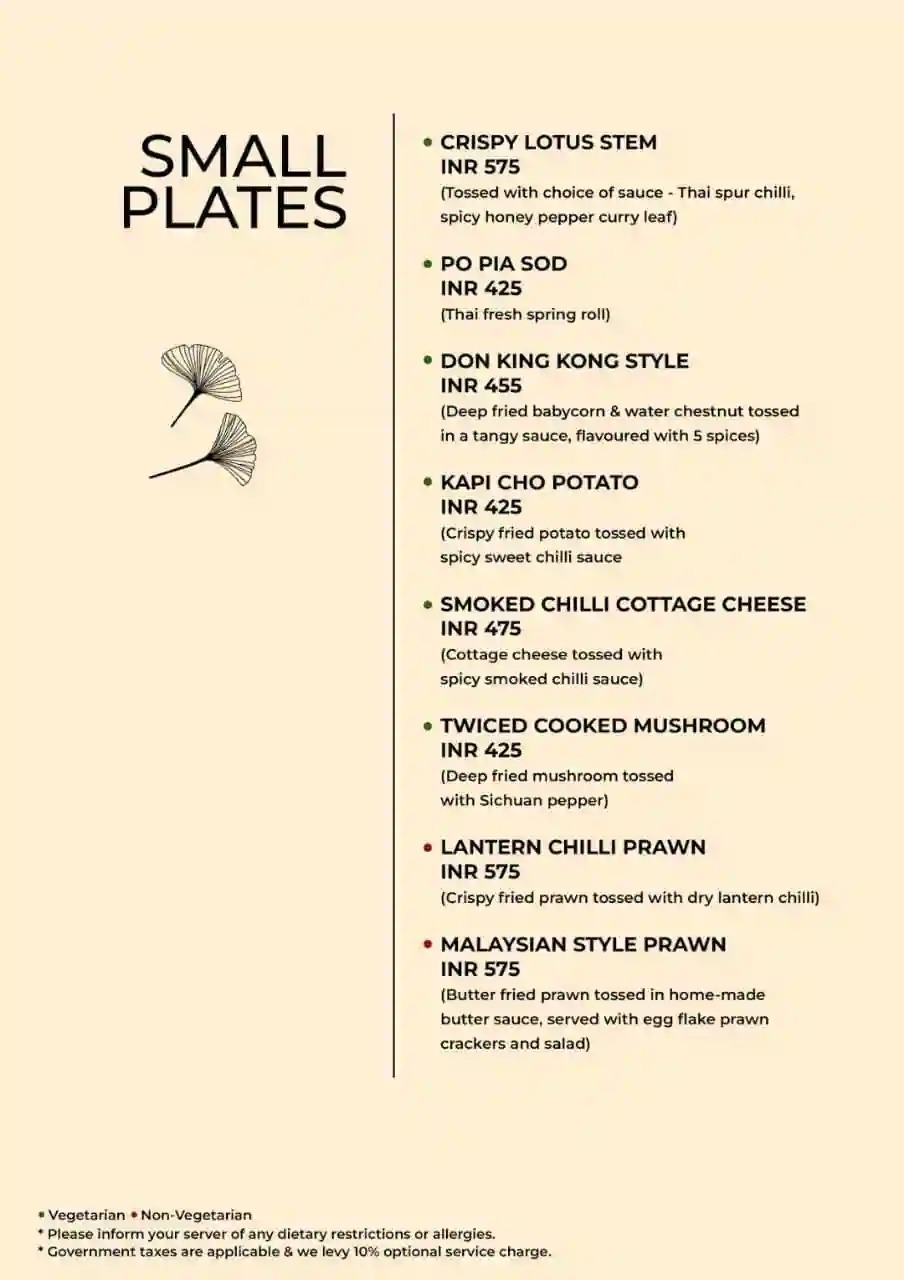 SMALL
PLATES
• CRISPY LOTUS STEM
INR 575
(Tossed with choice of sauce - Thai spur chilli,
spicy honey pepper curry leaf)
• PO PIA SOD
INR 425
(Thai fresh spring roll)
• DON KING KONG STYLE
INR 455
(Deep fried babycorn & water chestnut tossed
in a tangy sauce, flavoured with 5 spices)
• KAPI CHO POTATO
INR 425
(Crispy fried potato tossed with
spicy sweet chilli sauce
• SMOKED CHILLI COTTAGE CHEESE
INR 475
(Cottage cheese tossed with
spicy smoked chilli sauce)
• TWICED COOKED MUSHROOM
INR 425
(Deep fried mushroom tossed
with Sichuan pepper)
• LANTERN CHILLI PRAWN
INR 575
(Crispy fried prawn tossed with dry lantern chilli)
• MALAYSIAN STYLE PRAWN
INR 575
(Butter fried prawn tossed in home-made
butter sauce, served with egg flake prawn
crackers and salad)
• Vegetarian • Non-Vegetarian
* Please inform your server of any dietary restrictions or allergies.
* Government taxes are applicable & we levy 10% optional service charge.